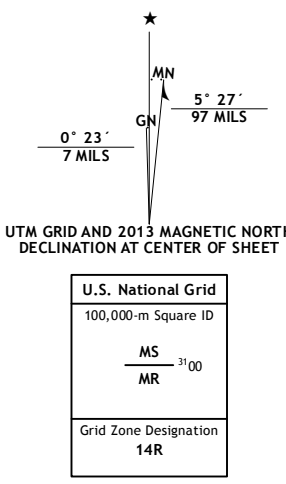 ★
MN
GN
5° 27´
97 MILS
0° 23´
7 MILS
UTM GRID AND 2013 MAGNETIC NORTH
DECLINATION AT CENTER OF SHEET
U.S. National Grid
100,000-m Square ID
MS
3100
MR
Grid Zone Designation
14R